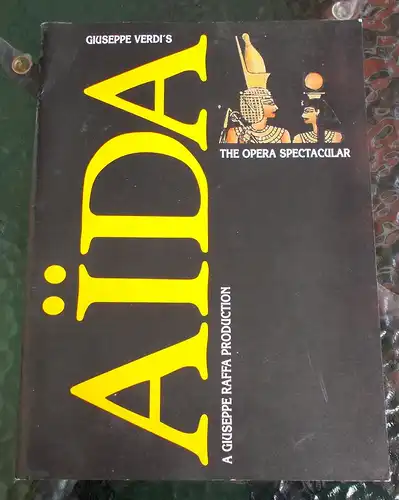 GIUSEPPE VERDI'S
AÏDA
THE OPERA SPECTACULAR
A GIUSEPPE RAFFA PRODUCTION